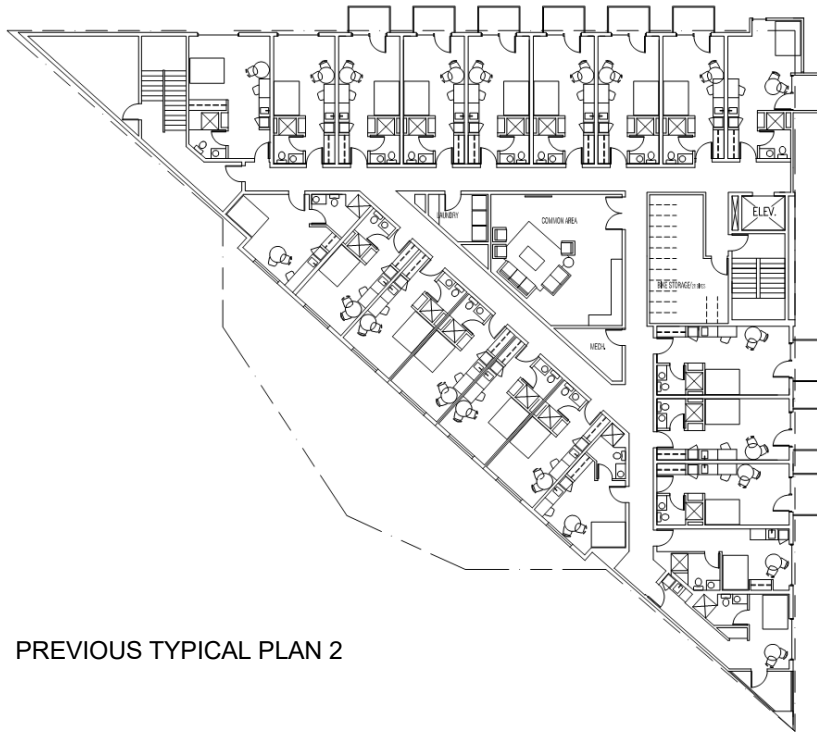 ELEV.
LAUNDRY
COMMON AREA
BIKE STORAGE
MECH.
PREVIOUS TYPICAL PLAN 2